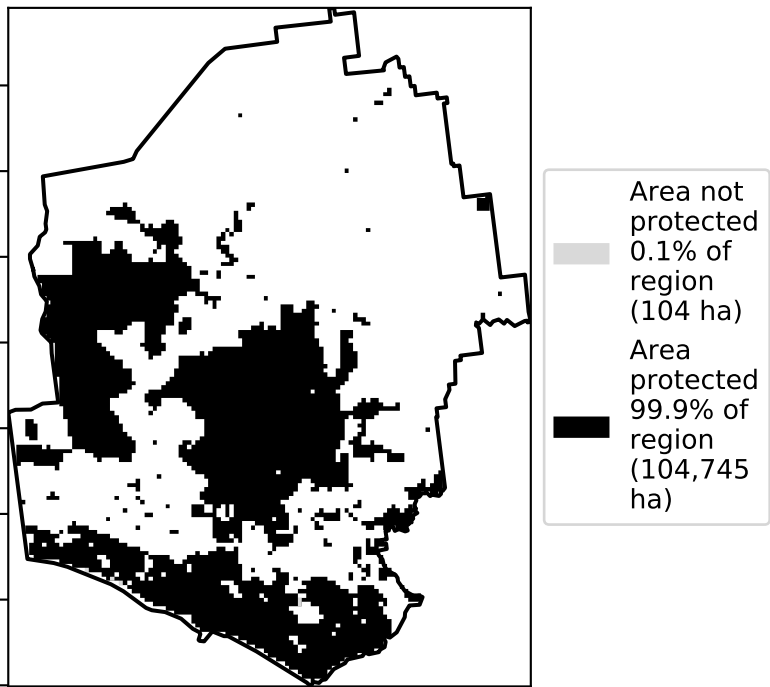 Area not
protected
0.1% of
region
(104 ha)
Area
protected
99.9% of
region
(104,745
ha)